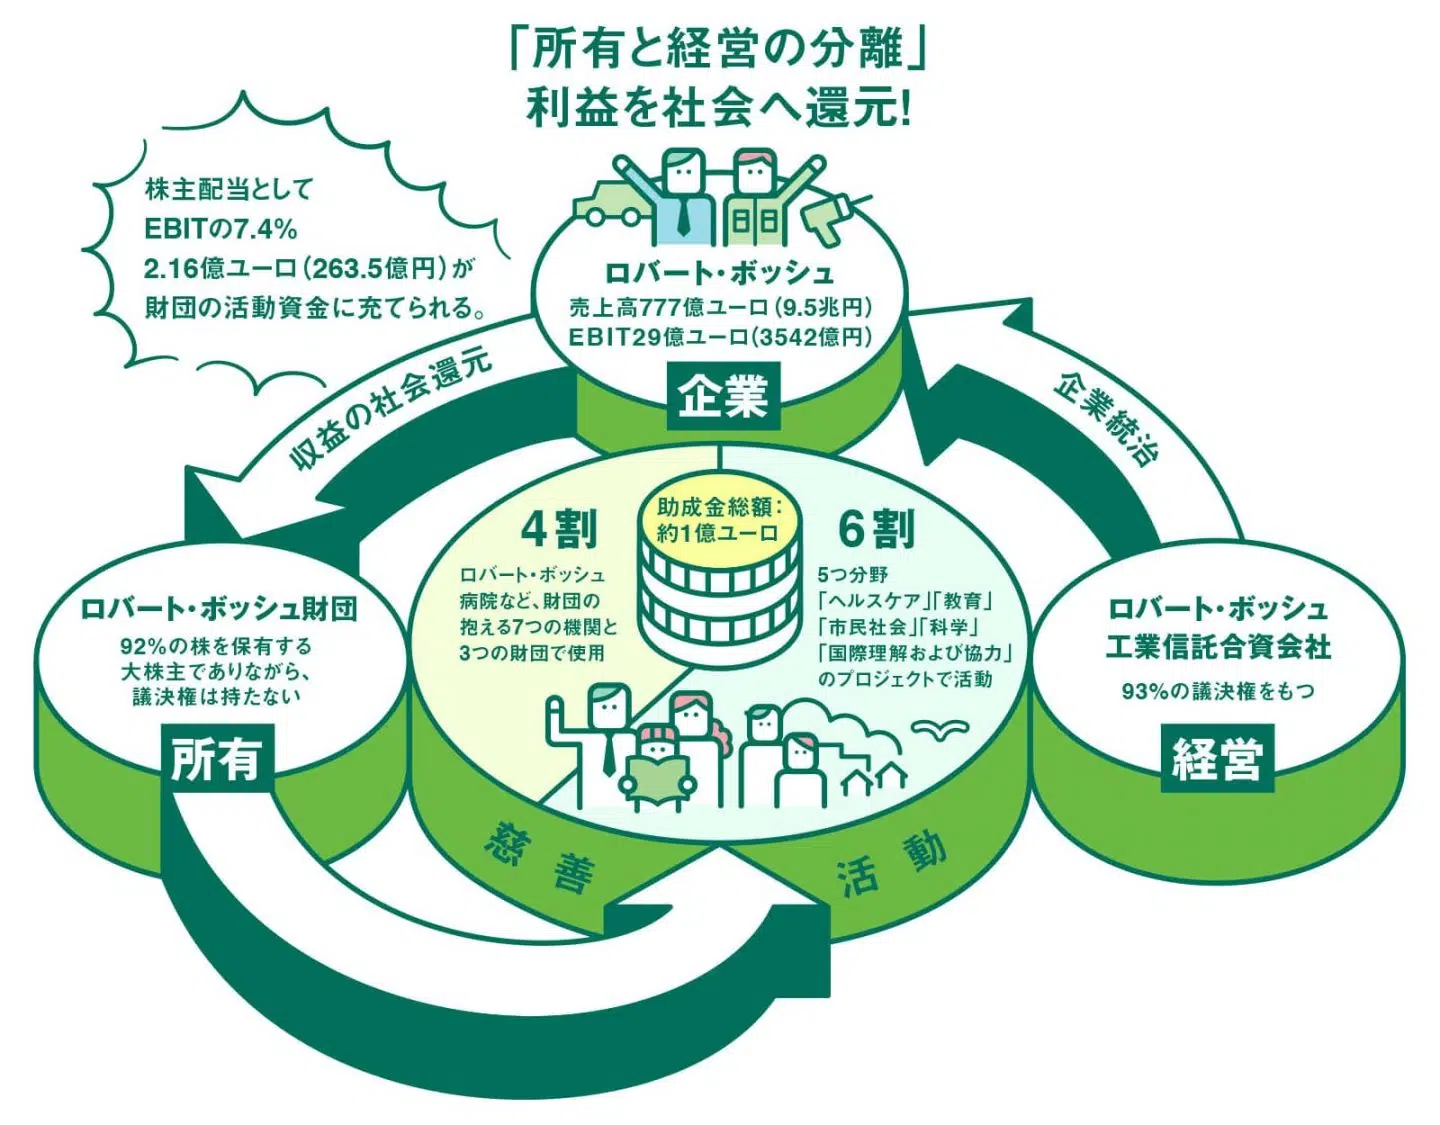 「所有と経営の分離」
利益を社会へ還元!
株主配当として
EBITの7.4%
2.16億ユーロ(263.5億円)が
財団の活動資金に充てられる。
ロバート・ボッシュ
売上高777億ユーロ(9.5兆円)
EBIT29億ユーロ(3542億円)
企業
収益の社会還元
企業統治
4割
ロバート・ボッシュ
病院など、財団の
抱える7つの機関と
3つの財団で使用
助成金総額:
約1億ユーロ
6割
5つ分野
「ヘルスケア」「教育」
「市民社会」「科学」
「国際理解および協力」
のプロジェクトで活動
ロバート・ボッシュ財団
92%の株を保有する
大株主でありながら、
議決権は持たない
所有
ロバート・ボッシュ
工業信託合資会社
93%の議決権をもつ
経営
慈善
活動